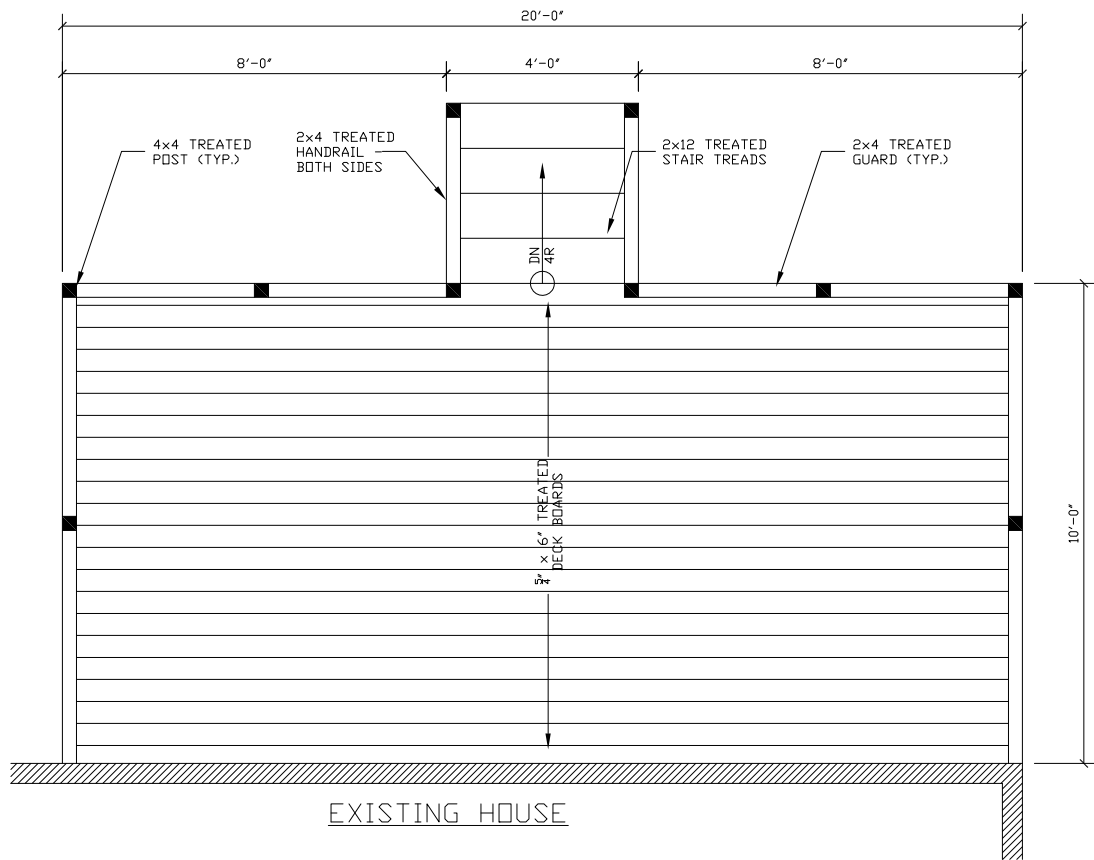 20'-0"
8'-0"
4'-0"
8'-0"
4x4 TREATED
POST (TYP.)
2x4 TREATED
HANDRAIL
BOTH SIDES
2x12 TREATED
STAIR TREADS
2x4 TREATED
GUARD (TYP.)
DN
4R
5/4" x 6" TREATED
DECK BOARDS
10'-0"
EXISTING HOUSE